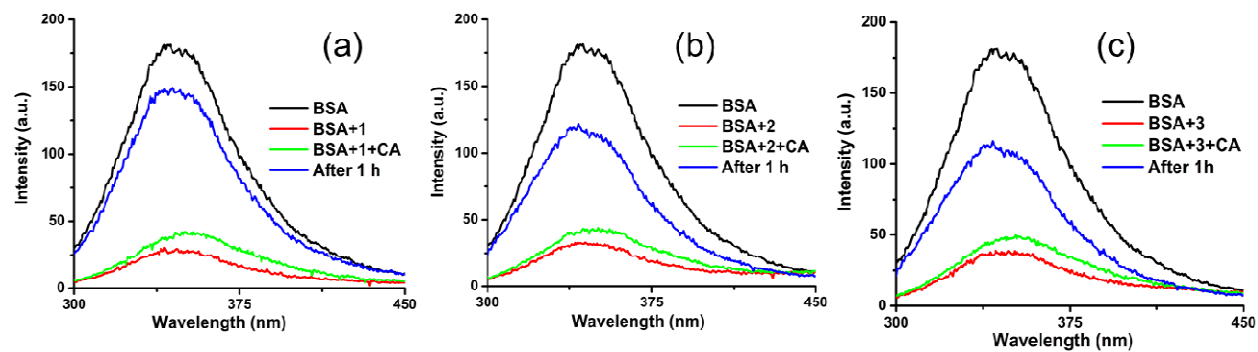 200
150
100
50
0
Intensity (a.u.)
(a)
BSA
BSA+1
BSA+1+CA
After 1 h
300
375
450
Wavelength (nm)
200
150
100
50
0
Intensity (a.u.)
(b)
BSA
BSA+2
BSA+2+CA
After 1 h
300
375
450
Wavelength (nm)
200
150
100
50
0
Intensity (a.u.)
(c)
BSA
BSA+3
BSA+3+CA
After 1h
300
375
450
Wavelength (nm)